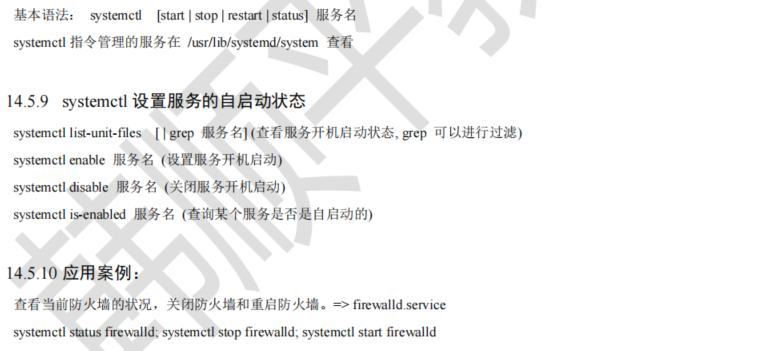 基本语法： systemctl [start | stop | restart | status] 服务名
systemctl 指令管理的服务在 /usr/lib/systemd/system 查看
14.5.9 systemctl 设置服务的自启动状态
systemctl list-unit-files [ | grep 服务名] (查看服务开机启动状态, grep 可以进行过滤)
systemctl enable 服务名 (设置服务开机启动)
systemctl disable 服务名 (关闭服务开机启动)
systemctl is-enabled 服务名 (查询某个服务是否是自启动的)
14.5.10 应用案例：
查看当前防火墙的状况，关闭防火墙和重启防火墙。=> firewalld.service
systemctl status firewalld; systemctl stop firewalld; systemctl start firewalld
韩顺平